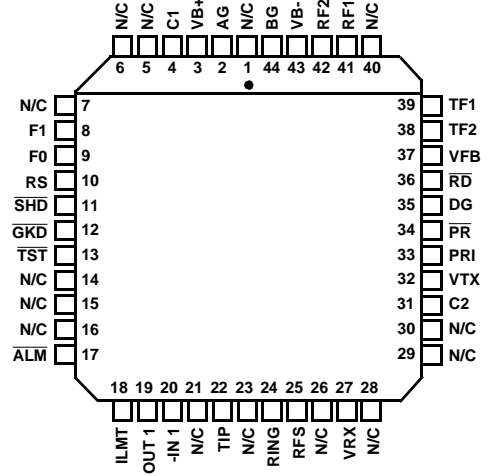 N/C N/C C1 VB+ AG N/C BG VB- RF2 RF1 N/C
6 5 4 3 2 1 44 43 42 41 40
N/C 7
F1 8
F0 9
RS 10
SHD 11
GKD 12
TST 13
N/C 14
N/C 15
N/C 16
ALM 17
39 TF1
38 TF2
37 VFB
36 RD
35 DG
34 PR
33 PRI
32 VTX
31 C2
30 N/C
29 N/C
18 19 20 21 22 23 24 25 26 27 28
ILMT OUT 1 -IN 1 N/C TIP N/C RING RFS N/C VRX N/C